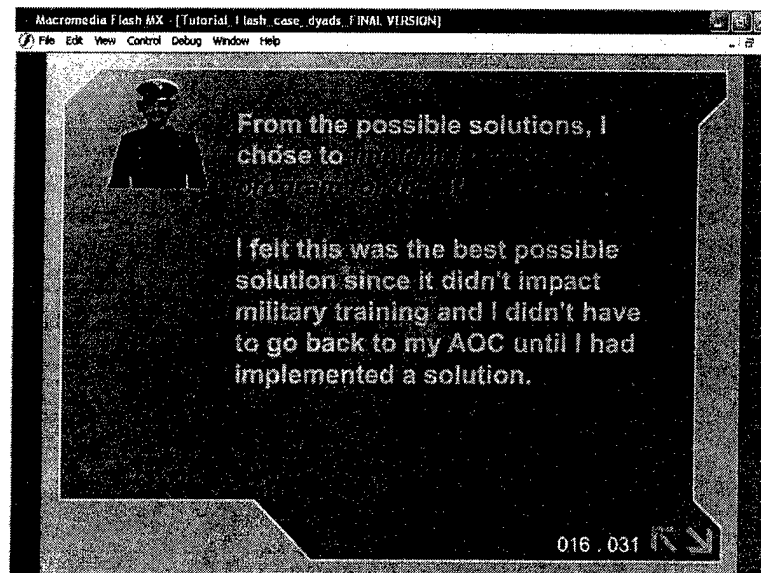 Macromedia Flash MX - [Tutorial_Flash_case_dyads_FINAL VERSION]
File Edit View Control Debug Window Help
From the possible solutions, I
chose to
I felt this was the best possible
solution since it didn't impact
military training and I didn't have
to go back to my AOC until I had
implemented a solution.
016 . 031